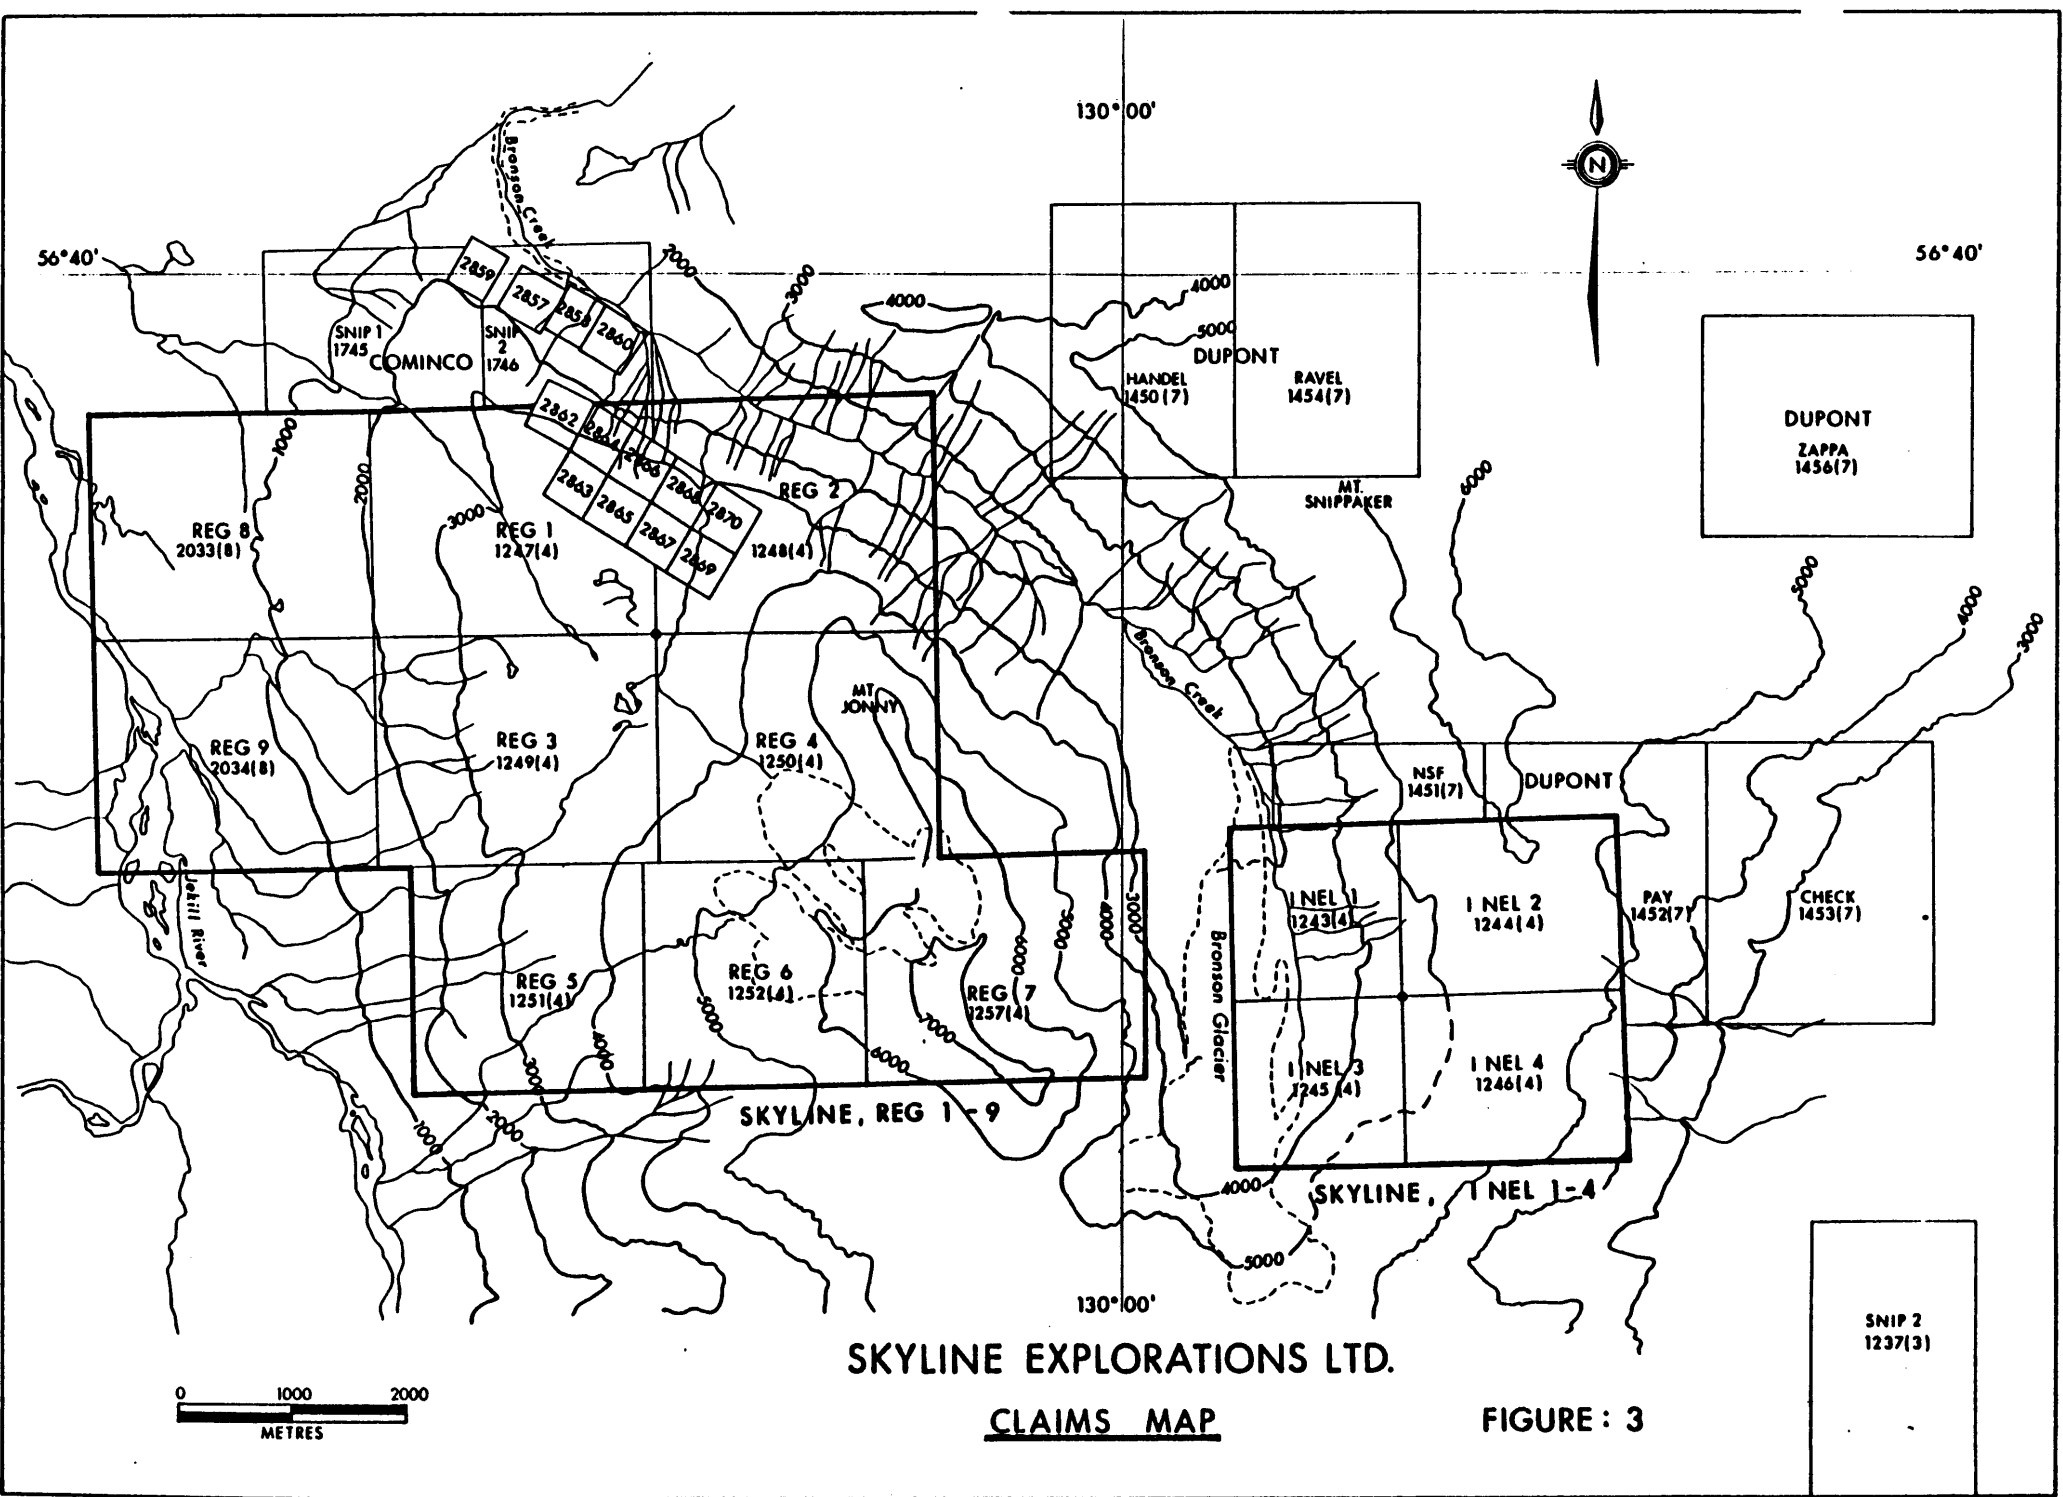 130°00'
N
Bronson Creek
56°40'
56°40'
2000
3000
4000
4000
5000
2859
2857
2858
2860
SNIP 1
1745
COMINCO
SNIP
2
1746
DUPONT
HANDEL
1450(7)
RAVEL
1454(7)
DUPONT
ZAPPA
1456(7)
MT.
SNIPPAKER
6000
5000
4000
3000
1000
2000
3000
2862
2864
2866
2868
2870
2863
2865
2867
2869
REG 8
2033(8)
REG 1
1247(4)
REG 2
1248(4)
Bronson Creek
MT
JONNY
REG 9
2034(8)
REG 3
1249(4)
REG 4
1250(4)
NSF
1451(7)
DUPONT
Jekill River
I NEL 1
1243(4)
I NEL 2
1244(4)
PAY
1452(7)
CHECK
1453(7)
REG 5
1251(4)
REG 6
1252(4)
REG 7
1257(4)
6000
5000
4000
3000
Bronson Glacier
5000
4000
3000
7000
6000
I NEL 3
1245(4)
I NEL 4
1246(4)
1000
2000
SKYLINE, REG 1-9
4000
SKYLINE, I NEL 1-4
5000
130°00'
SNIP 2
1237(3)
SKYLINE EXPLORATIONS LTD.
0 1000 2000
METRES
CLAIMS MAP
FIGURE: 3